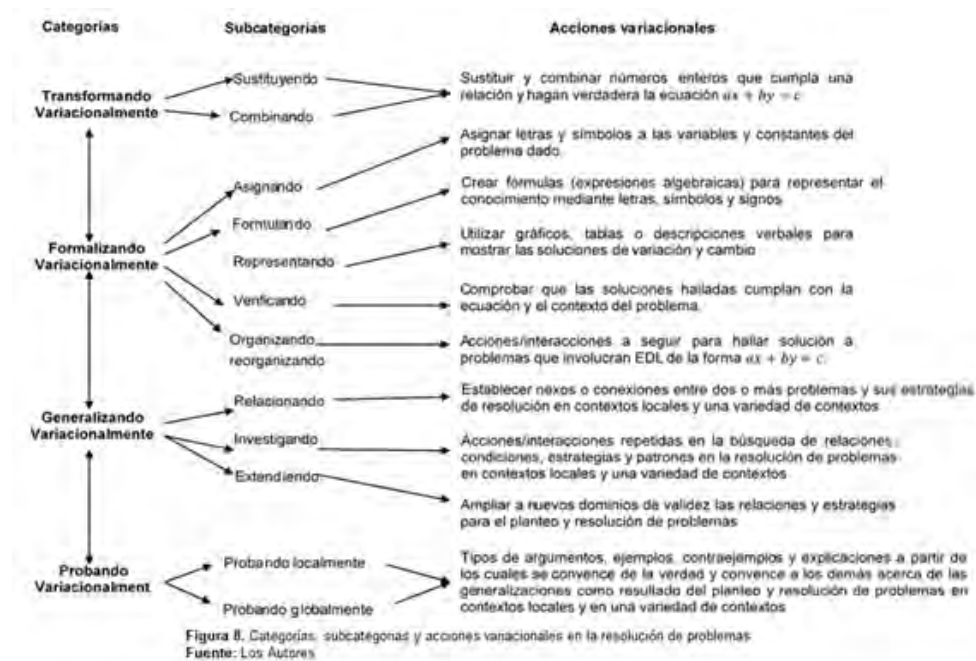 Categorías Subcategorías Acciones variacionales
Transformando
Variacionalmente
Sustituyendo
Combinando
Sustituir y combinar números enteros que cumpla una
relación y hagan verdadera la ecuación ax + by = c
Formalizando
Variacionalmente
Asignando
Asignar letras y símbolos a las variables y constantes del
problema dado.
Formulando
Crear fórmulas (expresiones algebraicas) para representar el
conocimiento mediante letras, símbolos y signos
Representando
Utilizar gráficos, tablas o descripciones verbales para
mostrar las soluciones de variación y cambio
Verificando
Comprobar que las soluciones halladas cumplan con la
ecuación y el contexto del problema.
Organizando
reorganizando
Acciones/interacciones a seguir para hallar solución a
problemas que involucran EDL de la forma ax + by = c.
Generalizando
Variacionalmente
Relacionando
Establecer nexos o conexiones entre dos o más problemas y sus estrategias
de resolución en contextos locales y una variedad de contextos
Investigando
Acciones/interacciones repetidas en la búsqueda de relaciones,
condiciones, estrategias y patrones en la resolución de problemas
en contextos locales y una variedad de contextos
Extendiendo
Ampliar a nuevos dominios de validez las relaciones y estrategias
para el planteo y resolución de problemas
Probando
Variacionalment
Probando localmente
Probando globalmente
Tipos de argumentos, ejemplos, contraejemplos y explicaciones a partir de
los cuales se convence de la verdad y convence a los demás acerca de las
generalizaciones como resultado del planteo y resolución de problemas en
contextos locales y en una variedad de contextos
Figura 8. Categorías, subcategorías y acciones variacionales en la resolución de problemas
Fuente: Los Autores